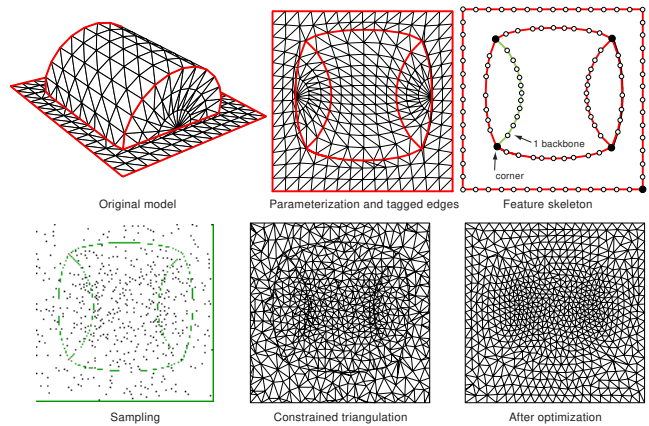 1 backbone
corner
Original model
Parameterization and tagged edges
Feature skeleton
Sampling
Constrained triangulation
After optimization